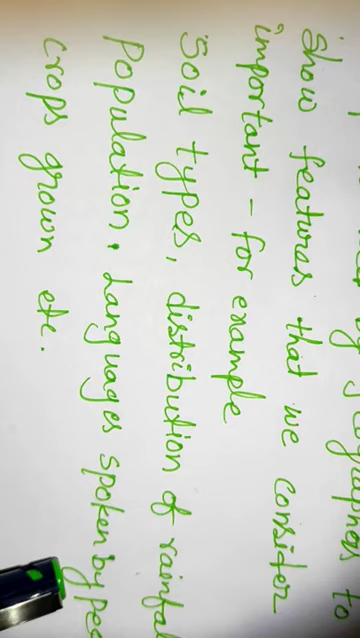 to
show features that we consider
important - for example
Soil types, distribution of rainfal
Population, Languages spoken by peo
crops grown etc.